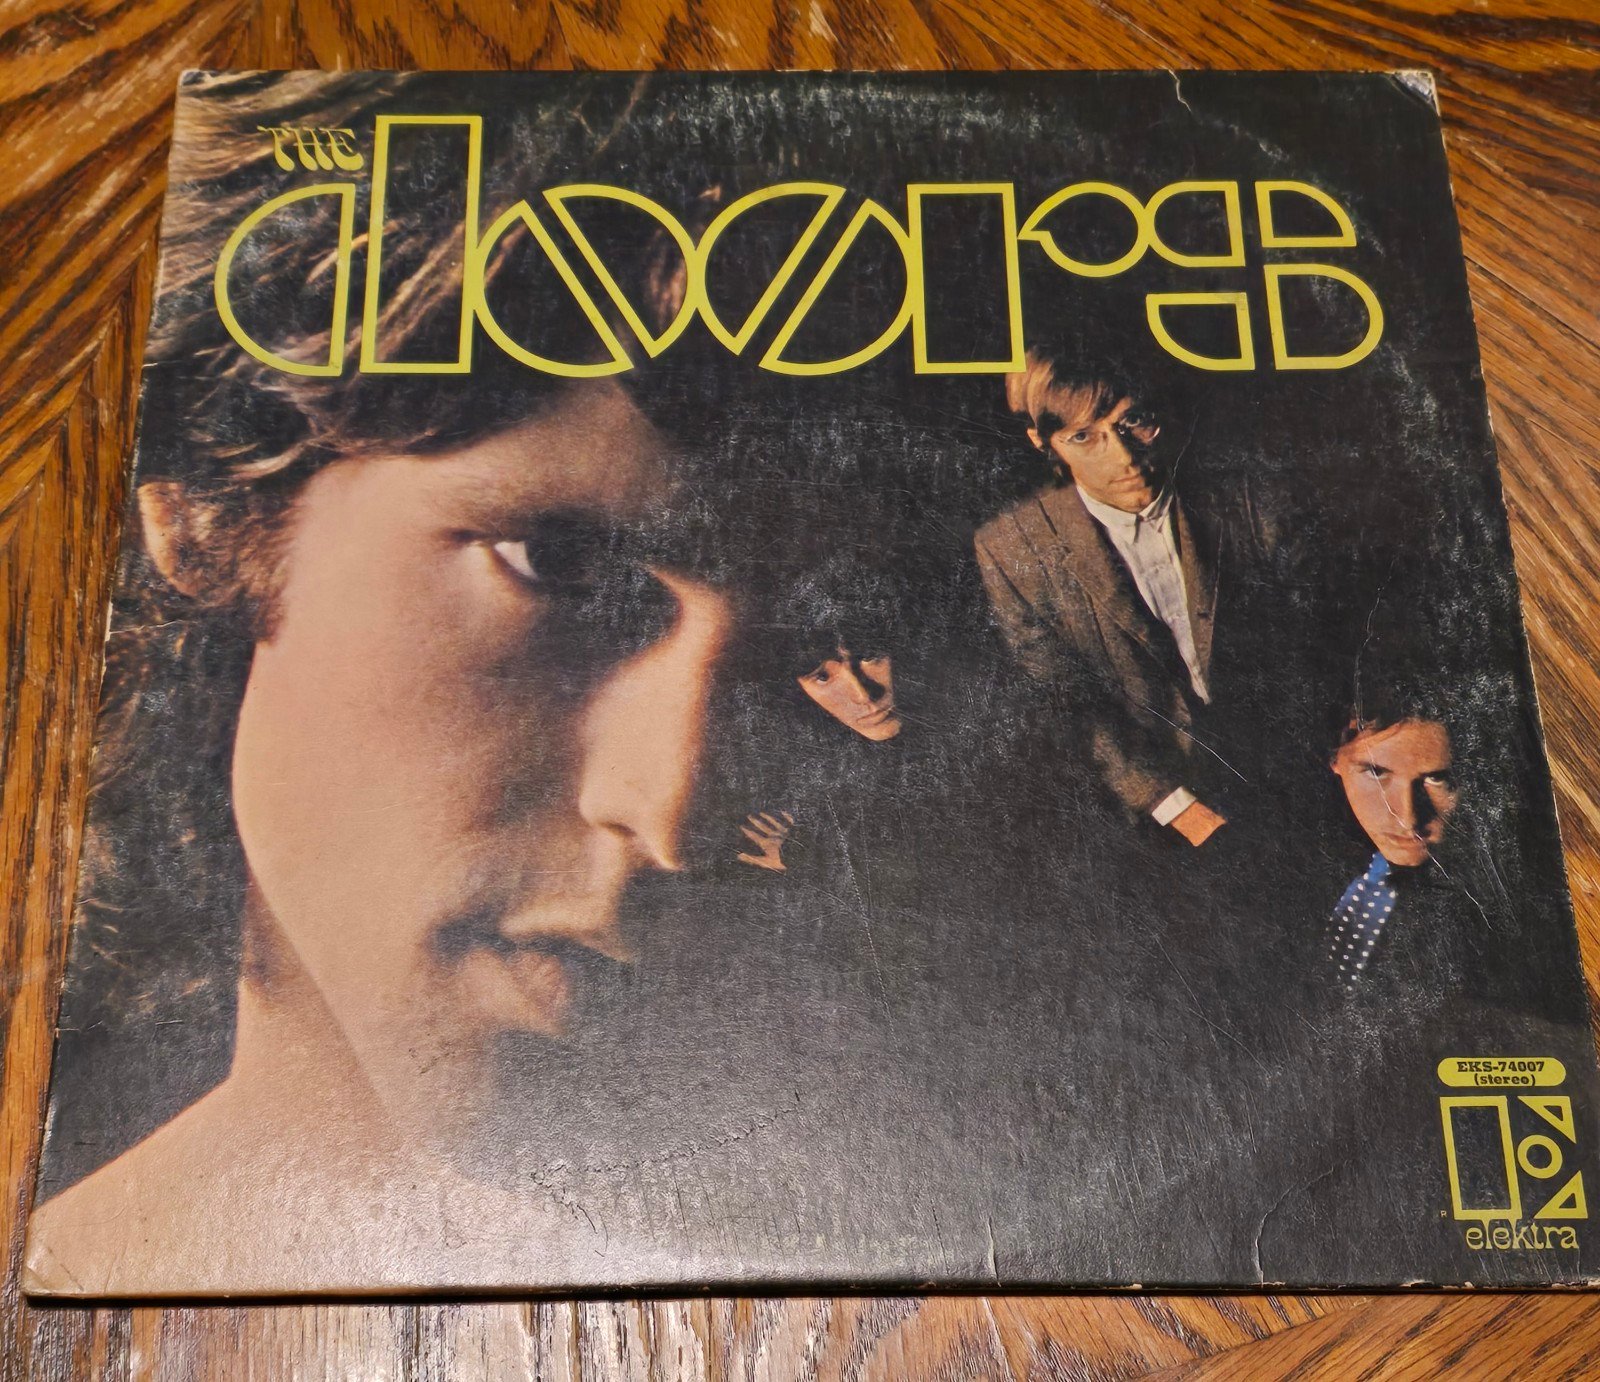 THE
doors
EKS-74007
(stereo)
elektra